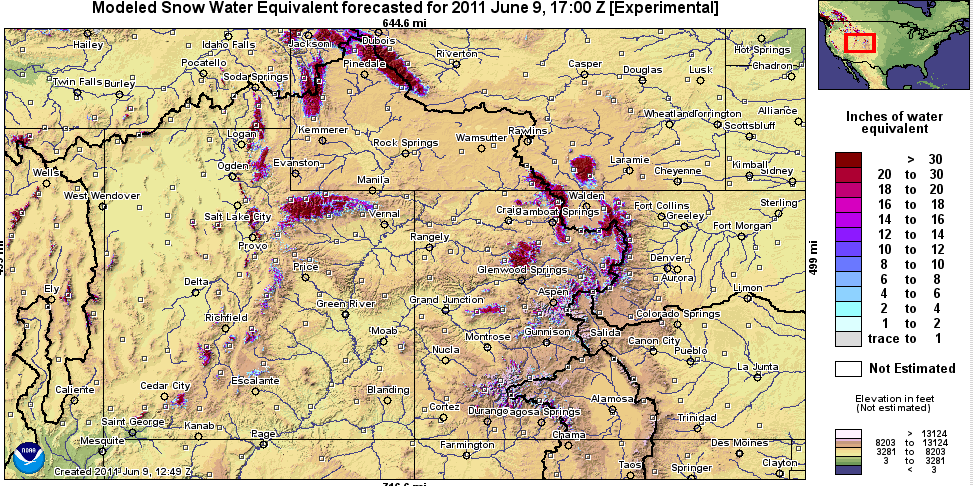 Modeled Snow Water Equivalent forecasted for 2011 June 9, 17:00 Z [Experimental]
644.6 mi
Hailey
Idaho Falls
Jackson
Dubois
Riverton
Hot Springs
Pocatello
Pinedale
Casper
Douglas
Lusk
Chadron
Twin Falls
Burley
Soda Springs
Alliance
Wheatland
Torrington
Scottsbluff
Logan
Kemmerer
Rock Springs
Wamsutter
Rawlins
Ogden
Evanston
Laramie
Cheyenne
Kimball
Sidney
Wells
Manila
West Wendover
Walden
Salt Lake City
Vernal
Craig
Steamboat Springs
Fort Collins
Greeley
Sterling
Fort Morgan
Provo
Rangely
Price
Glenwood Springs
Denver
Aurora
Limon
499 mi
Ely
Delta
Green River
Grand Junction
Aspen
Colorado Springs
Richfield
Moab
Montrose
Gunnison
Salida
Canon City
Nucla
Pueblo
La Junta
Caliente
Cedar City
Escalante
Blanding
Cortez
Durango
Pagosa Springs
Alamosa
Trinidad
Saint George
Kanab
Page
Mesquite
Farmington
Chama
Des Moines
Taos
Springer
Clayton
NOAA
Created 2011 Jun 9, 12:49 Z
716.6 mi
Inches of water
equivalent
> 30
20 to 30
18 to 20
16 to 18
14 to 16
12 to 14
10 to 12
8 to 10
6 to 8
4 to 6
2 to 4
1 to 2
trace to 1
Not Estimated
Elevation in feet
(Not estimated)
> 13124
8203 to 13124
3281 to 8203
3 to 3281
< 3